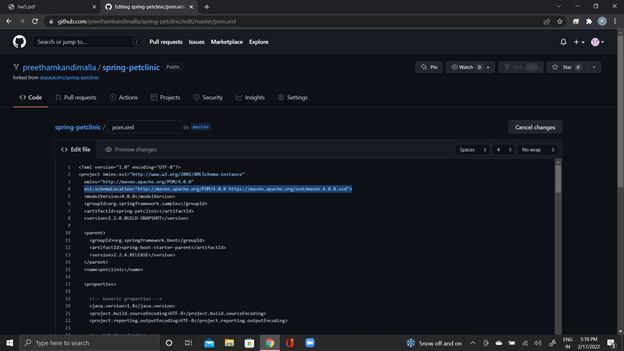 hw5.pdf
Editing spring-petclinic/pom.xml
github.com/preethamkandimalla/spring-petclinic/edit/master/pom.xml
Search or jump to...
/
Pull requests Issues Marketplace Explore
preethamkandimalla / spring-petclinic Public
Pin Watch 0 Fork Star 0
forked from depaulcdm/spring-petclinic
Code Pull requests Actions Projects Security Insights Settings
spring-petclinic / pom.xml in master Cancel changes
Edit file Preview changes Spaces 4 No wrap
1 <?xml version="1.0" encoding="UTF-8"?>
2 <project xmlns:xsi="http://www.w3.org/2001/XMLSchema-instance"
3 xmlns="http://maven.apache.org/POM/4.0.0"
4 xsi:schemaLocation="http://maven.apache.org/POM/4.0.0 https://maven.apache.org/xsd/maven-4.0.0.xsd">
5 <modelVersion>4.0.0</modelVersion>
6 <groupId>org.springframework.samples</groupId>
7 <artifactId>spring-petclinic</artifactId>
8 <version>2.2.0.BUILD-SNAPSHOT</version>
9
10 <parent>
11 <groupId>org.springframework.boot</groupId>
12 <artifactId>spring-boot-starter-parent</artifactId>
13 <version>2.2.4.RELEASE</version>
14 </parent>
15 <name>petclinic</name>
16
17 <properties>
18
19 <!-- Generic properties -->
20 <java.version>1.8</java.version>
21 <project.build.sourceEncoding>UTF-8</project.build.sourceEncoding>
22 <project.reporting.outputEncoding>UTF-8</project.reporting.outputEncoding>
23
Type here to search
Snow off and on
ENG
IN
5:18 PM
2/17/2022